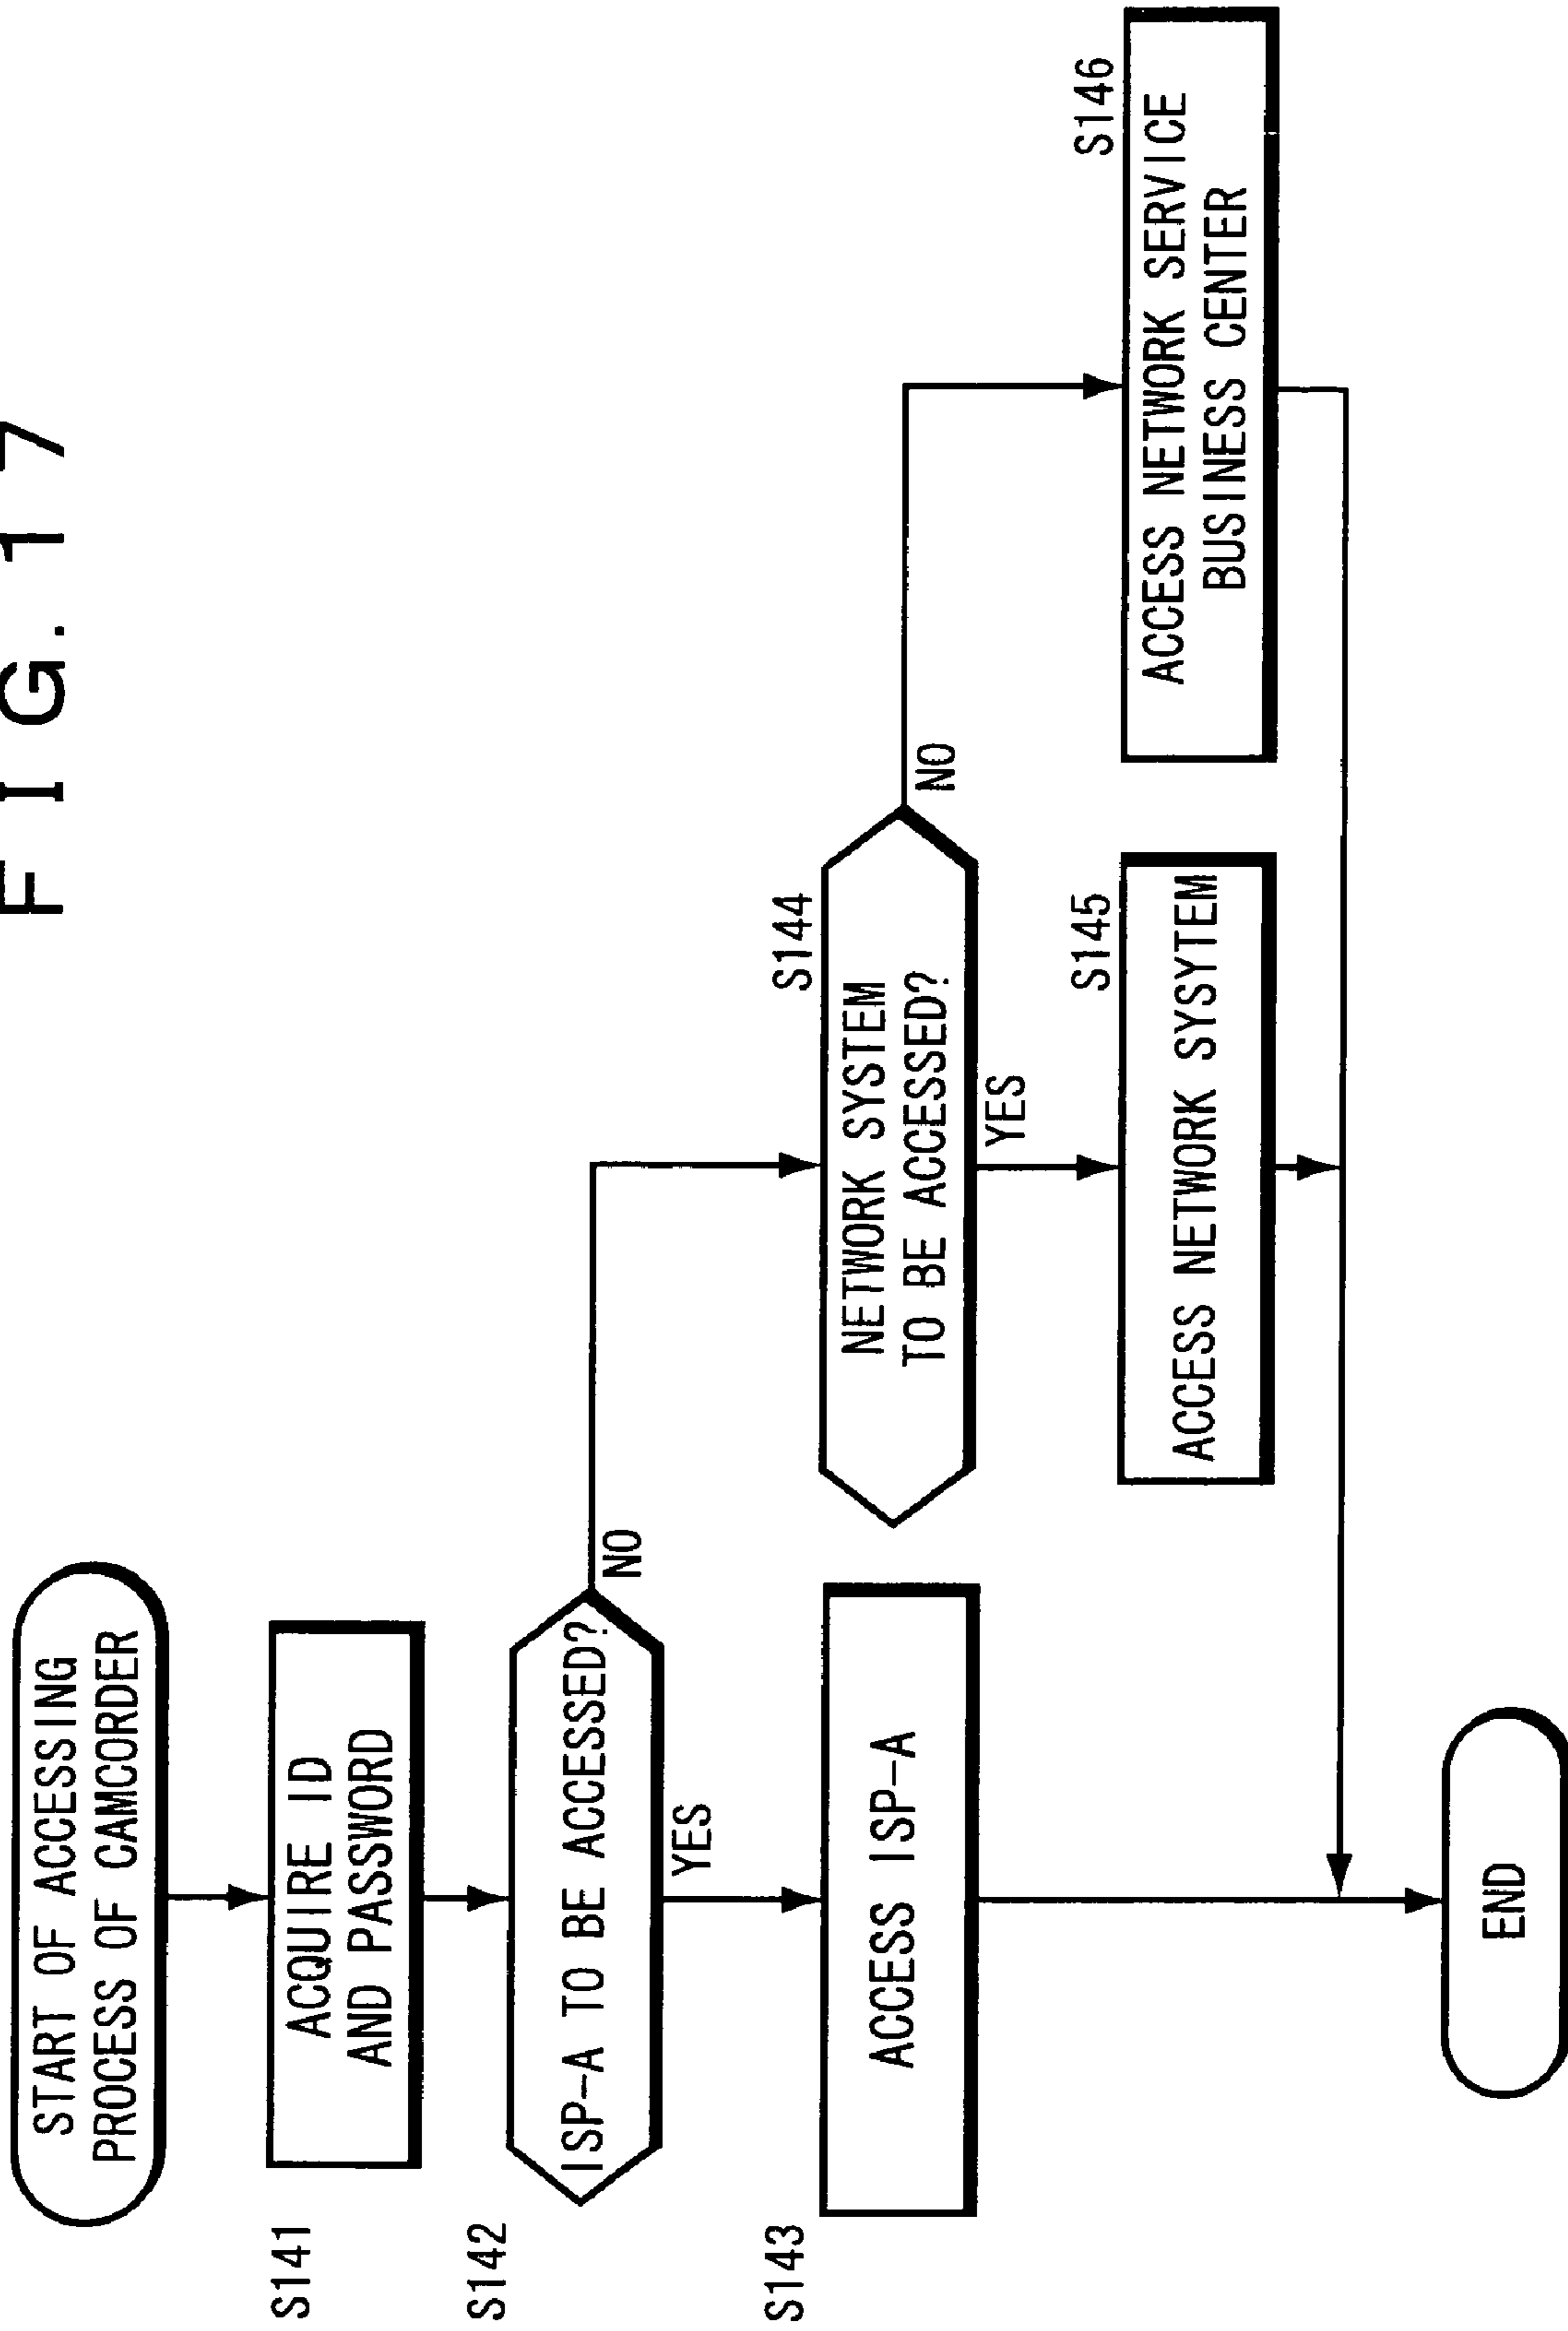 FIG. 17
START OF ACCESSING
PROCESS OF CAMCORDER
S141
ACQUIRE ID
AND PASSWORD
S142
ISP-A TO BE ACCESSED?
NO
YES
S143
ACCESS ISP-A
S144
NETWORK SYSTEM
TO BE ACCESSED?
NO
YES
S145
ACCESS NETWORK SYSYTEM
S146
ACCESS NETWORK SERVICE
BUSINESS CENTER
END